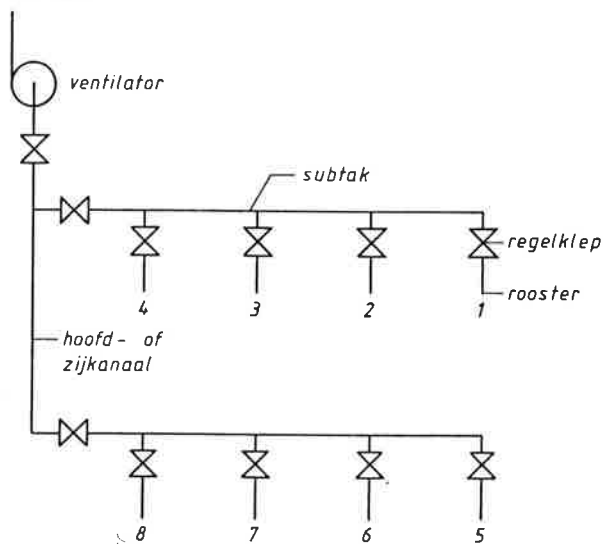 ventilator
subtak
regelklep
4 3 2 1
rooster
hoofd- of
zijkanaal
8 7 6 5